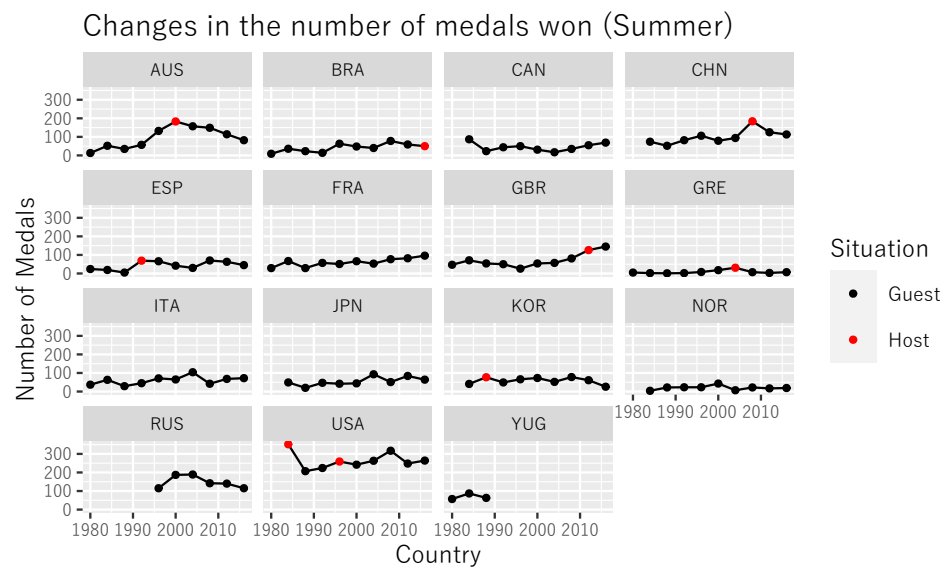 Changes in the number of medals won (Summer)
AUS BRA CAN CHN
300
200
100
0
ESP FRA GBR GRE
300
200
100
0
ITA JPN KOR NOR
300
200
100
0
1980 1990 2000 2010
RUS USA YUG
300
200
100
0
1980 1990 2000 2010 1980 1990 2000 2010 1980 1990 2000 2010
Country
Number of Medals
Situation
Guest
Host